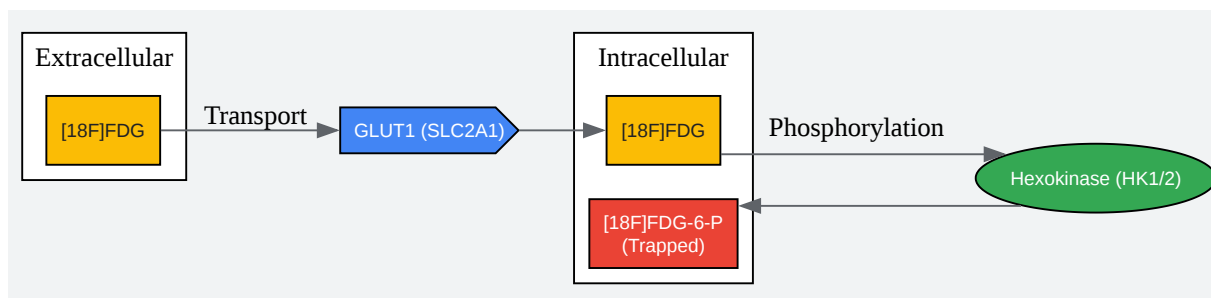 Extracellular
[18F]FDG
Transport
GLUT1 (SLC2A1)
Intracellular
[18F]FDG
Phosphorylation
Hexokinase (HK1/2)
[18F]FDG-6-P
(Trapped)